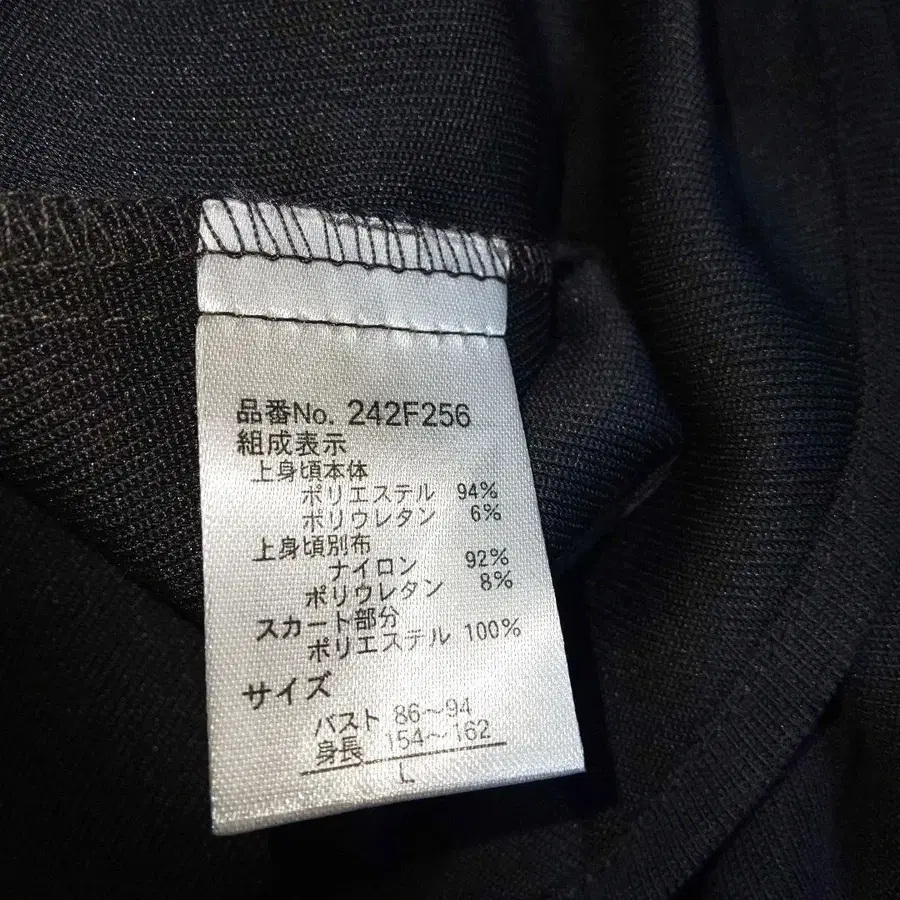 品番No. 242F256
組成表示
上身頃本体
ポリエステル 94%
ポリウレタン 6%
上身頃別布
ナイロン 92%
ポリウレタン 8%
スカート部分
ポリエステル 100%
サイズ
バスト 86～94
身長 154～162
L